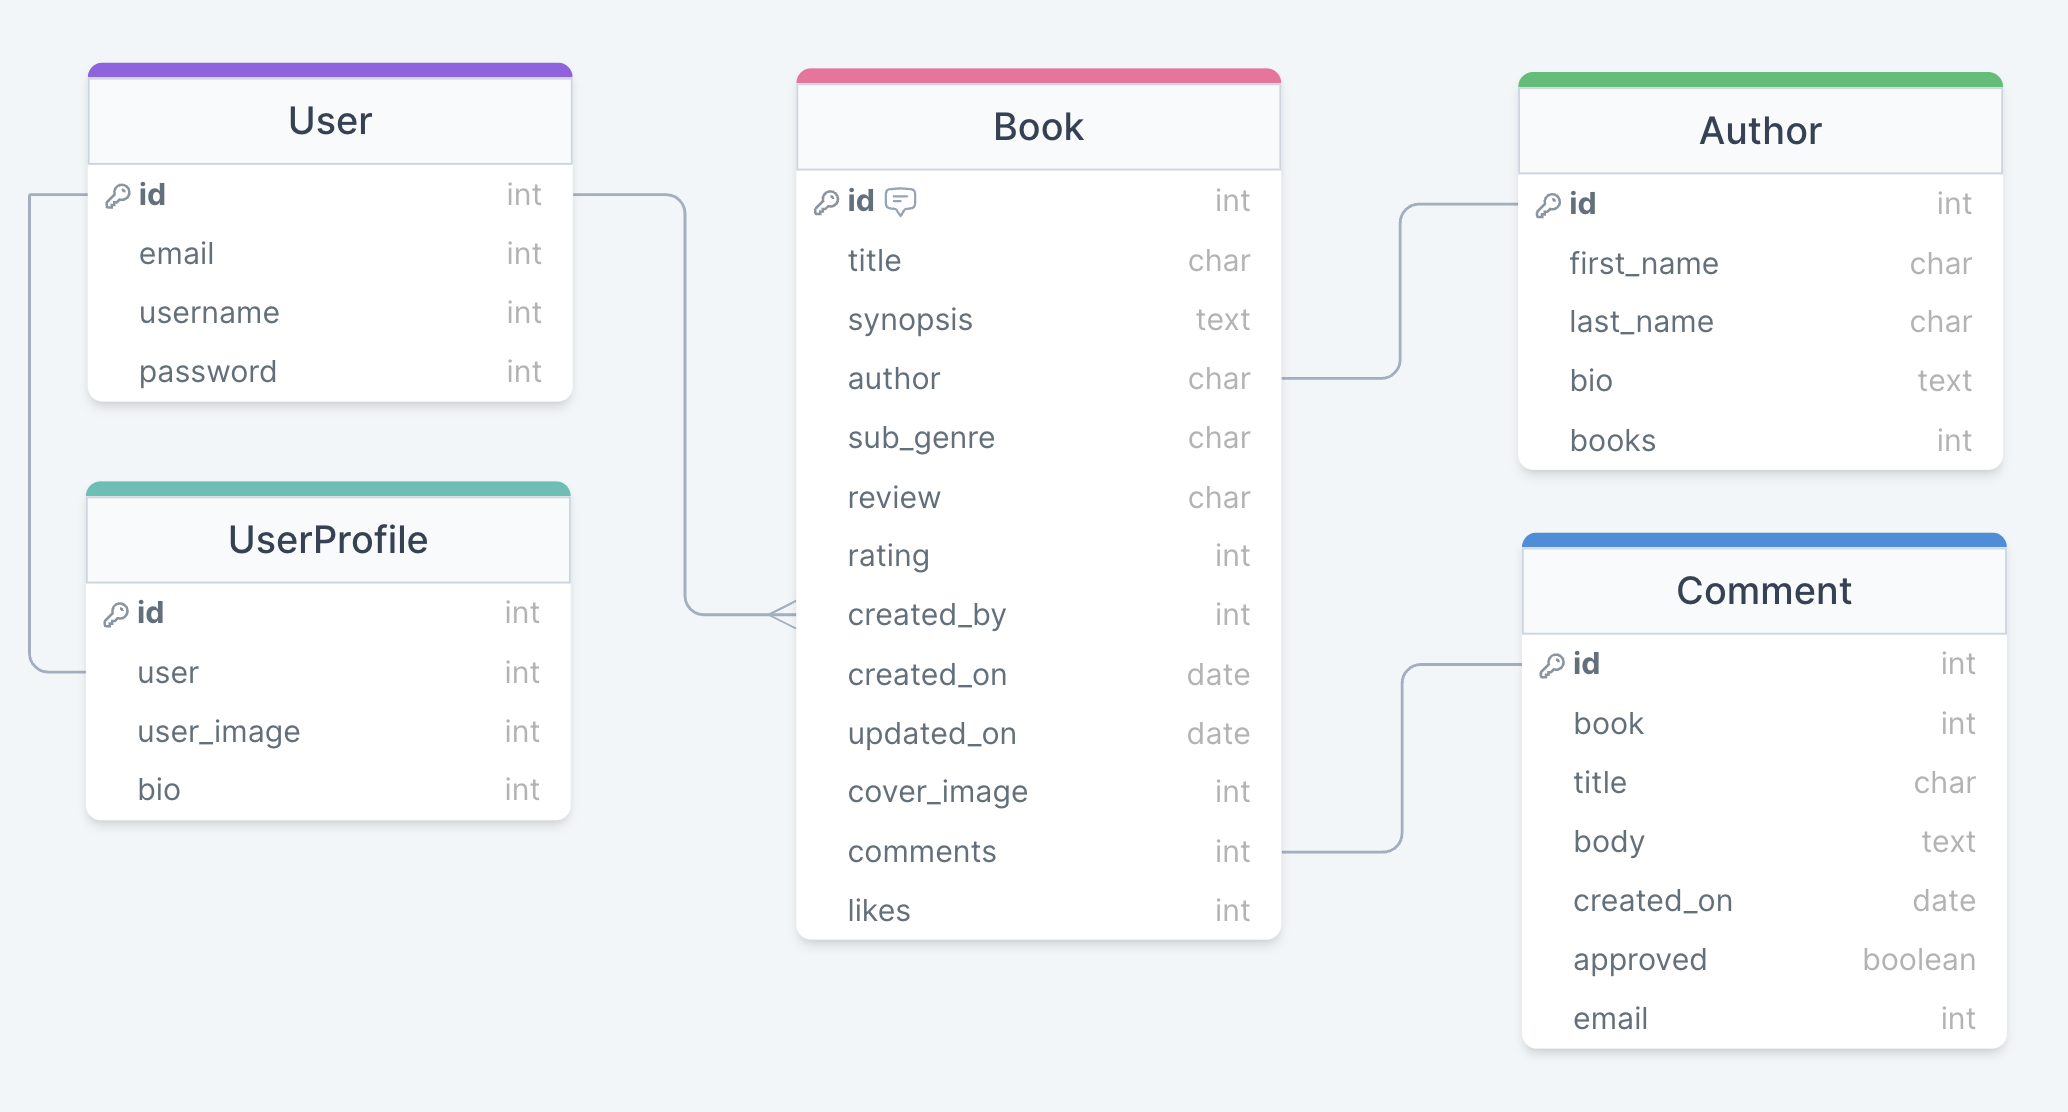 User
id int
email int
username int
password int
UserProfile
id int
user int
user_image int
bio int
Book
id int
title char
synopsis text
author char
sub_genre char
review char
rating int
created_by int
created_on date
updated_on date
cover_image int
comments int
likes int
Author
id int
first_name char
last_name char
bio text
books int
Comment
id int
book int
title char
body text
created_on date
approved boolean
email int